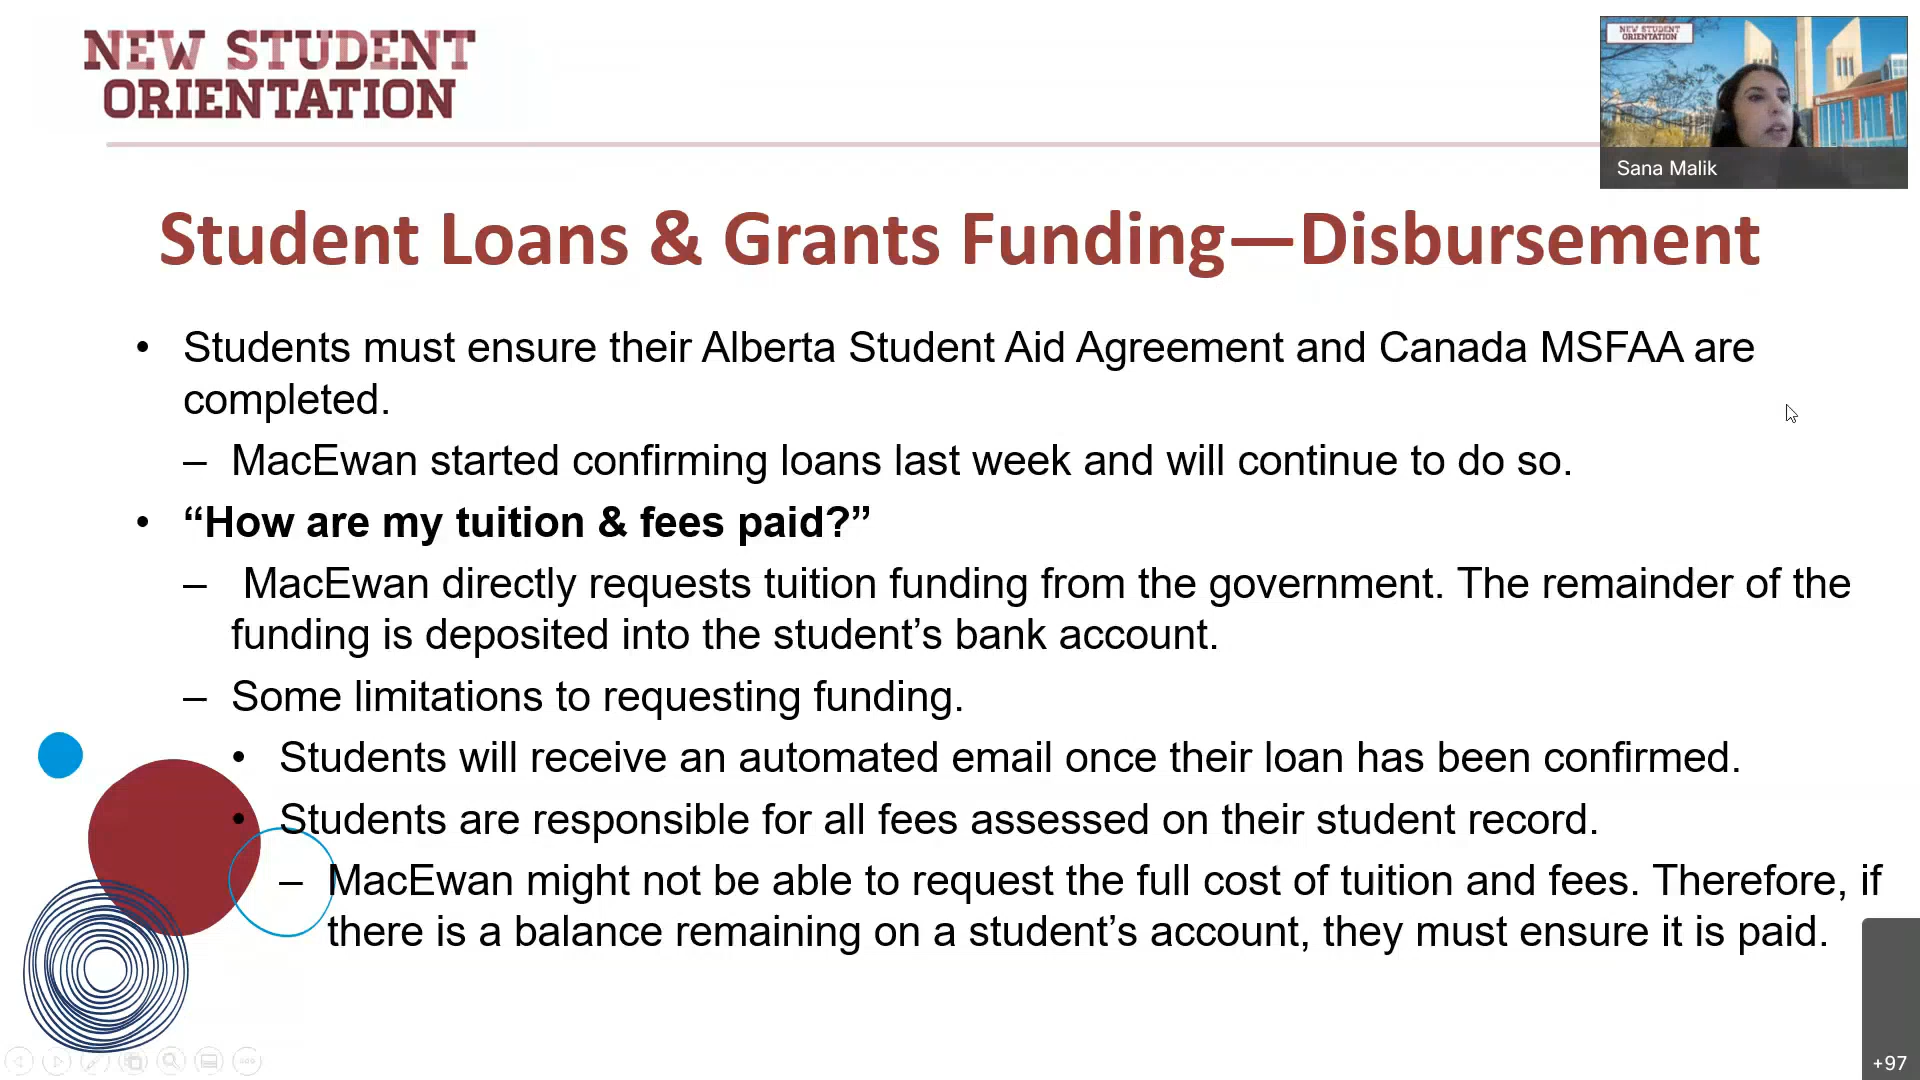 NEW STUDENT
ORIENTATION
NEW STUDENT
ORIENTATION
Sana Malik
Student Loans & Grants Funding—Disbursement
• Students must ensure their Alberta Student Aid Agreement and Canada MSFAA are
completed.
– MacEwan started confirming loans last week and will continue to do so.
• “How are my tuition & fees paid?”
– MacEwan directly requests tuition funding from the government. The remainder of the
funding is deposited into the student’s bank account.
– Some limitations to requesting funding.
• Students will receive an automated email once their loan has been confirmed.
• Students are responsible for all fees assessed on their student record.
– MacEwan might not be able to request the full cost of tuition and fees. Therefore, if
there is a balance remaining on a student’s account, they must ensure it is paid.
+97